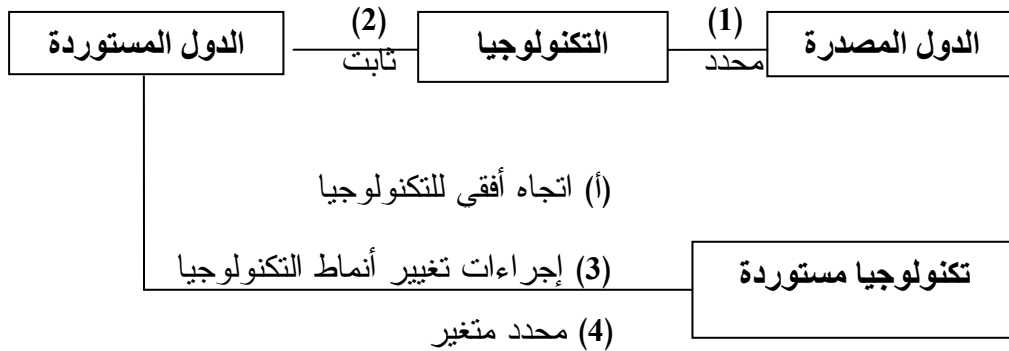 (1)
(2)
الدول المصدرة
التكنولوجيا
الدول المستوردة
محدد
ثابت
(أ) اتجاه أفقي للتكنولوجيا
(3) إجراءات تغيير أنماط التكنولوجيا
تكنولوجيا مستوردة
(4) محدد متغير